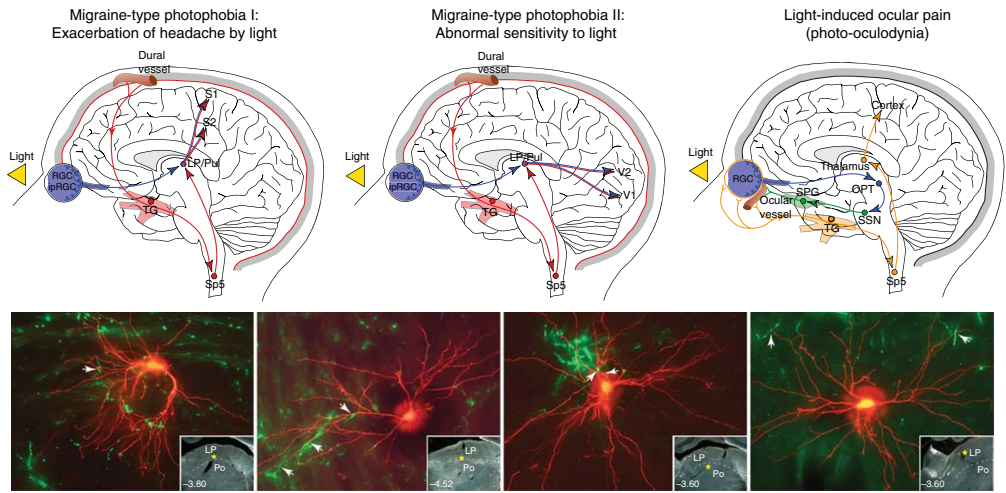 Migraine-type photophobia I:
Exacerbation of headache by light
Dural
vessel
S1
S2
Light
LP/Pul
RGC
ipRGC
TG
Sp5
Migraine-type photophobia II:
Abnormal sensitivity to light
Dural
vessel
Light
LP/Pul
RGC
ipRGC
V2
V1
TG
Sp5
Light-induced ocular pain
(photo-oculodynia)
Cortex
Light
Thalamus
RGC
SPG
OPT
Ocular
vessel
SSN
TG
Sp5
LP
Po
–3.80
LP
Po
–4.52
LP
Po
–3.60
LP
Po
–3.60